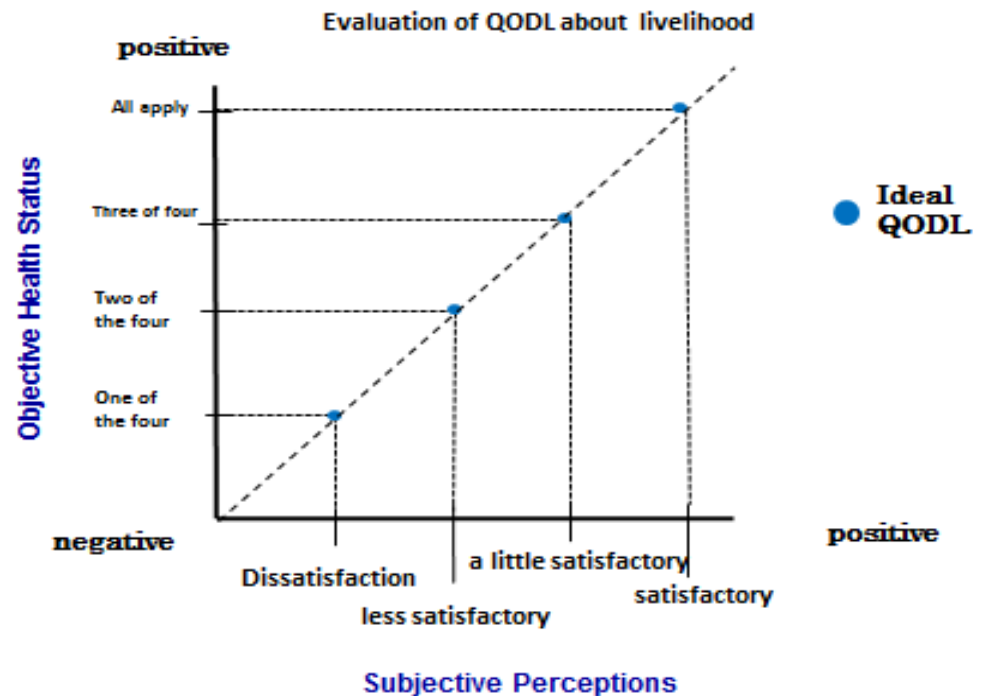 Evaluation of QODL about livelihood
positive
All apply
Three of four
Two of
the four
One of
the four
Objective Health Status
Ideal
QODL
negative
positive
Dissatisfaction
less satisfactory
a little satisfactory
satisfactory
Subjective Perceptions